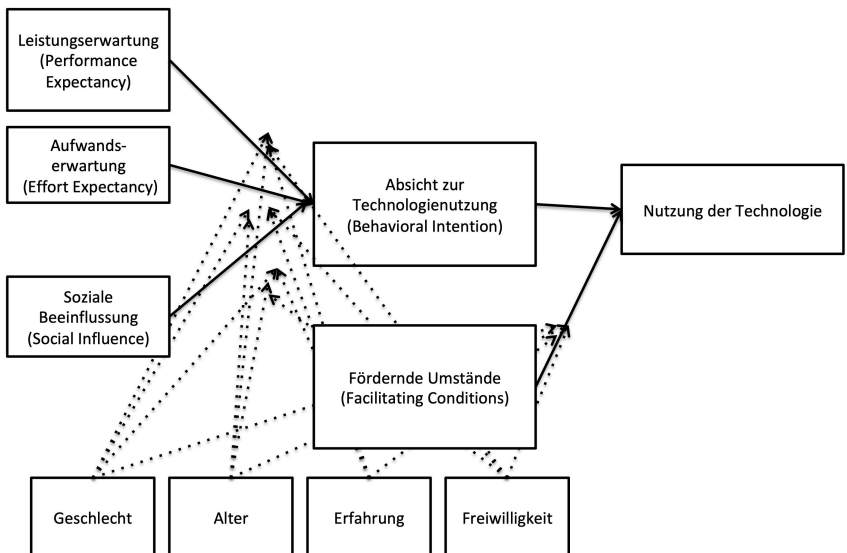 Leistungserwartung
(Performance
Expectancy)
Aufwands-
erwartung
(Effort Expectancy)
Absicht zur
Technologienutzung
(Behavioral Intention)
Nutzung der Technologie
Soziale
Beeinflussung
(Social Influence)
Fördernde Umstände
(Facilitating Conditions)
Geschlecht
Alter
Erfahrung
Freiwilligkeit